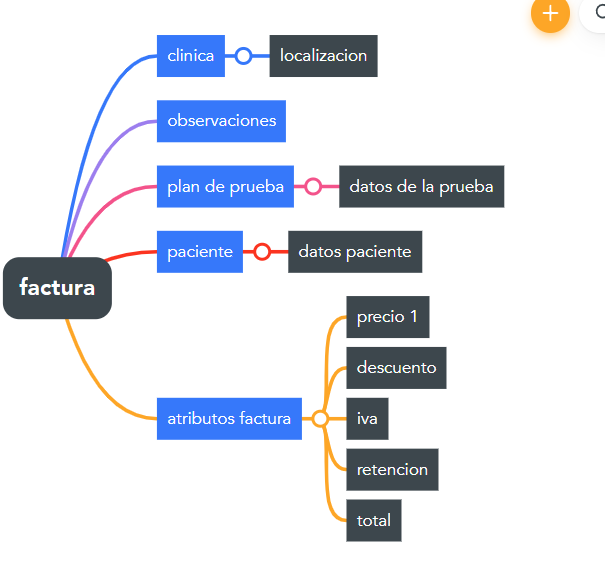 clinica
localizacion
observaciones
plan de prueba
datos de la prueba
paciente
datos paciente
factura
precio 1
descuento
atributos factura
iva
retencion
total